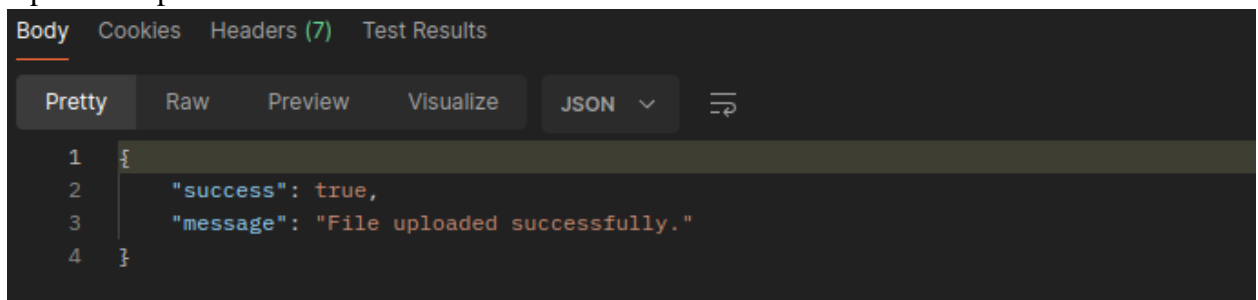 Body Cookies Headers (7) Test Results
Pretty Raw Preview Visualize JSON
1 {
2 "success": true,
3 "message": "File uploaded successfully."
4 }